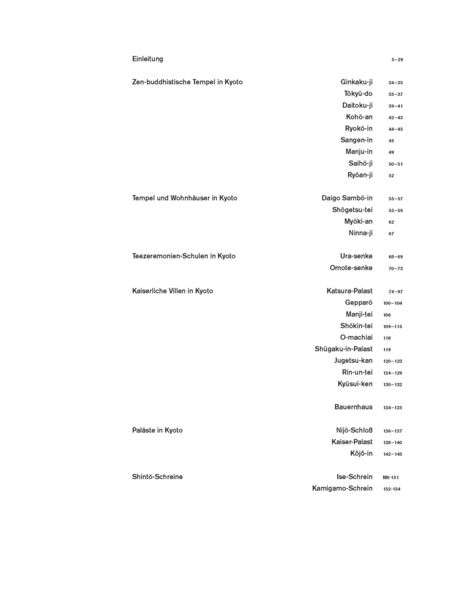 Einleitung 5–29
Zen-buddhistische Tempel in Kyoto Ginkaku-ji 34–35
Tōkyū-do 35–37
Daitoku-ji 39–41
Kohō-an 42–43
Ryokō-in 44–45
Sangen-in 45
Manju-in 49
Saihō-ji 50–51
Ryōan-ji 52
Tempel und Wohnhäuser in Kyoto Daigo Sambō-in 55–57
Shōgetsu-tei 58–59
Myōki-an 62
Ninna-ji 67
Teezeremonien-Schulen in Kyoto Ura-senke 68–69
Omote-senke 70–73
Kaiserliche Villen in Kyoto Katsura-Palast 74–97
Gepparō 100–104
Manji-tei 106
Shōkin-tei 109–115
O-machiai 118
Shūgaku-in-Palast 119
Jugetsu-kan 120–123
Rin-un-tei 124–129
Kyūsui-ken 130–132
Bauernhaus 134–135
Paläste in Kyoto Nijō-Schloß 136–137
Kaiser-Palast 138–140
Kōjō-in 142–145
Shintō-Schreine Ise-Schrein
Kamigamo-Schrein 152-154